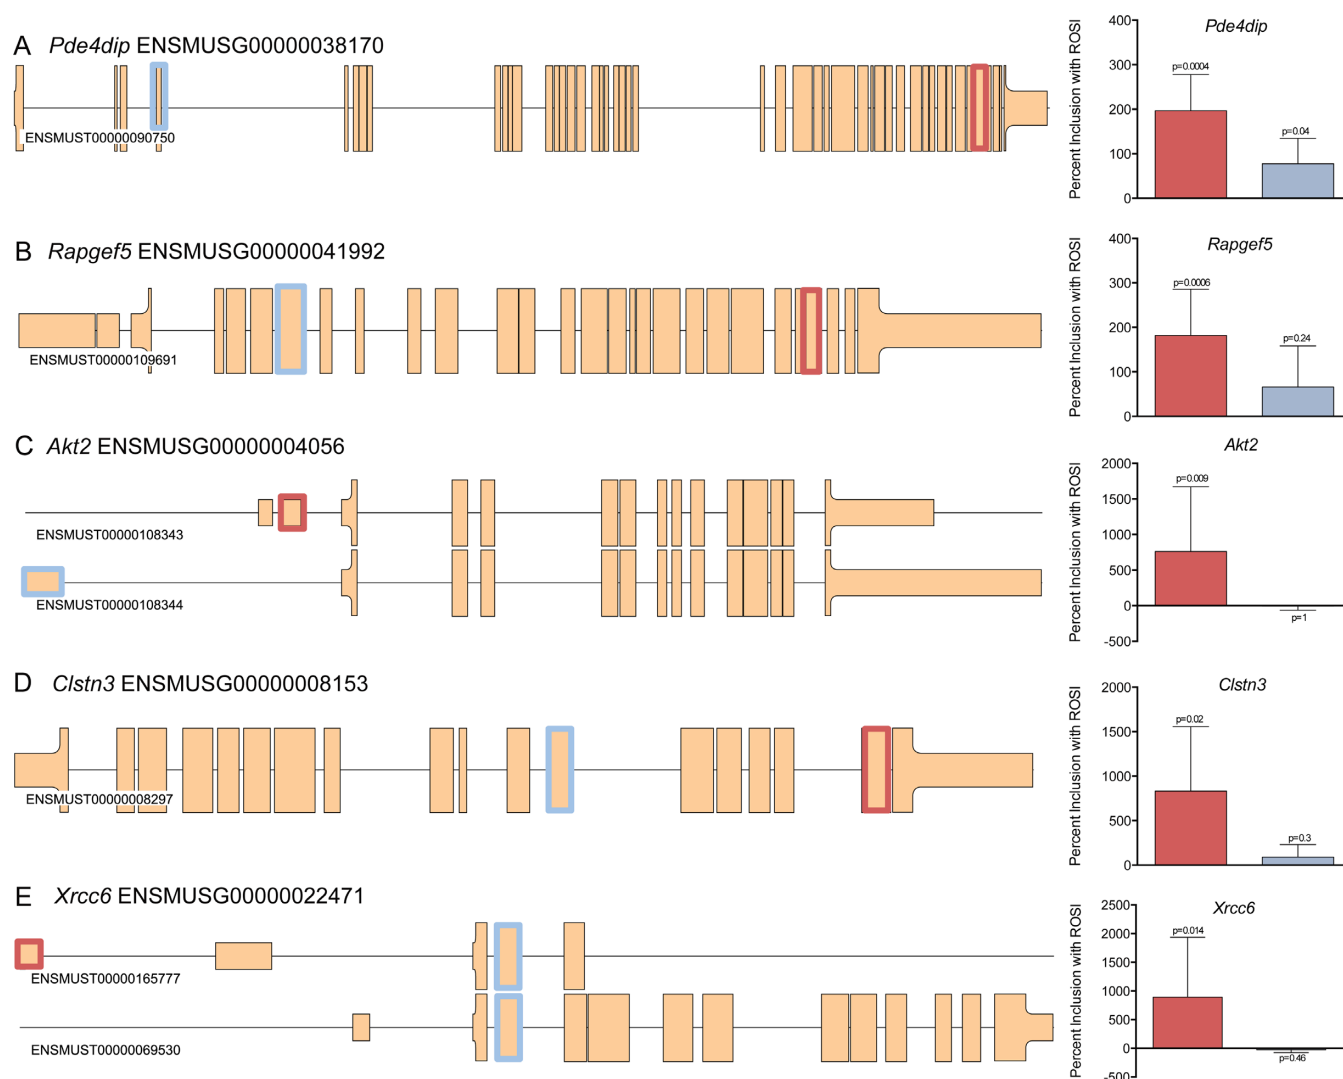 A Pde4dip ENSMUSG00000038170
ENSMUST00000090750
Percent Inclusion with ROSI
400
300
200
100
0
Pde4dip
p=0.0004
p=0.04
B Rapgef5 ENSMUSG00000041992
ENSMUST00000109691
Percent Inclusion with ROSI
400
300
200
100
0
Rapgef5
p=0.0006
p=0.24
C Akt2 ENSMUSG00000004056
ENSMUST00000108343
ENSMUST00000108344
Percent Inclusion with ROSI
2000
1500
1000
500
0
-500
Akt2
p=0.009
p=1
D Clstn3 ENSMUSG00000008153
ENSMUST00000008297
Percent Inclusion with ROSI
2000
1500
1000
500
0
Clstn3
p=0.02
p=0.3
E Xrcc6 ENSMUSG00000022471
ENSMUST00000165777
ENSMUST00000069530
Percent Inclusion with ROSI
2500
2000
1500
1000
500
0
-500
Xrcc6
p=0.014
p=0.46